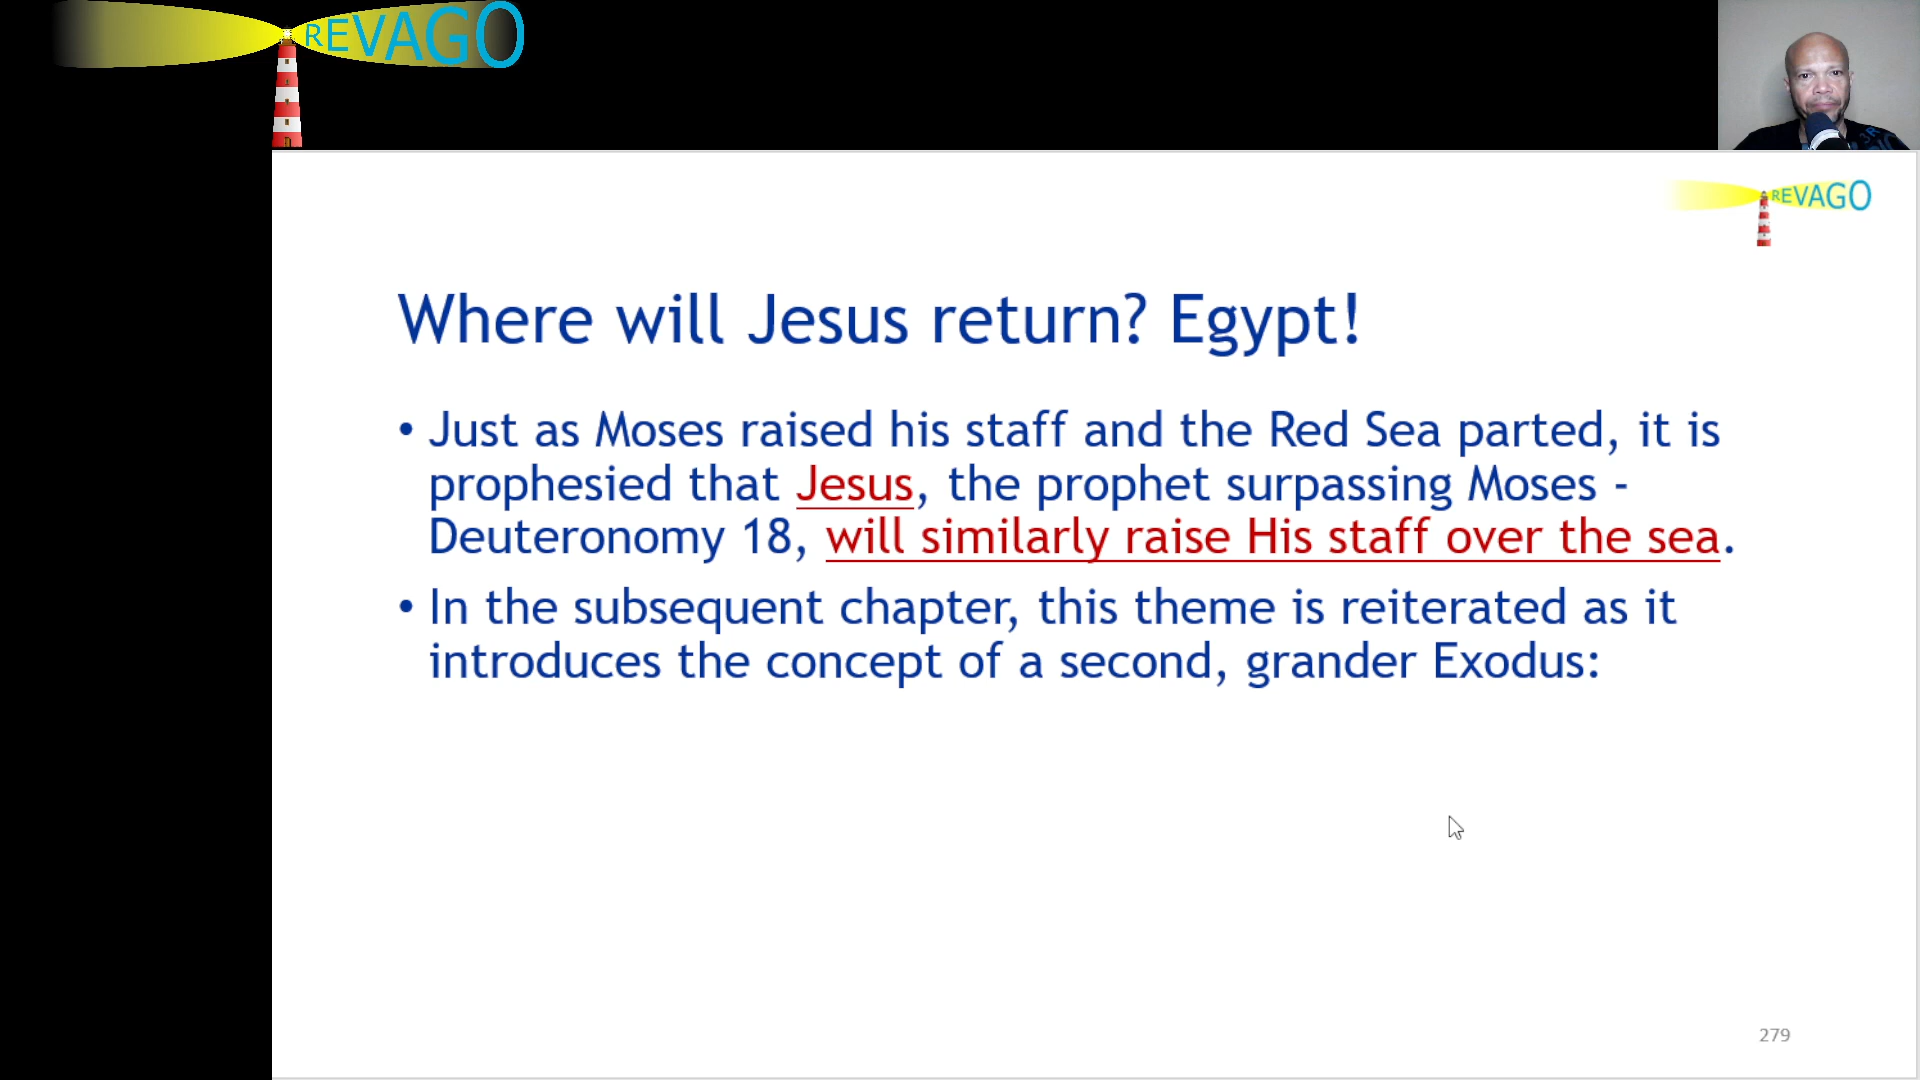 REVAGO
REVAGO
Where will Jesus return? Egypt!
• Just as Moses raised his staff and the Red Sea parted, it is
prophesied that Jesus, the prophet surpassing Moses -
Deuteronomy 18, will similarly raise His staff over the sea.
• In the subsequent chapter, this theme is reiterated as it
introduces the concept of a second, grander Exodus:
279